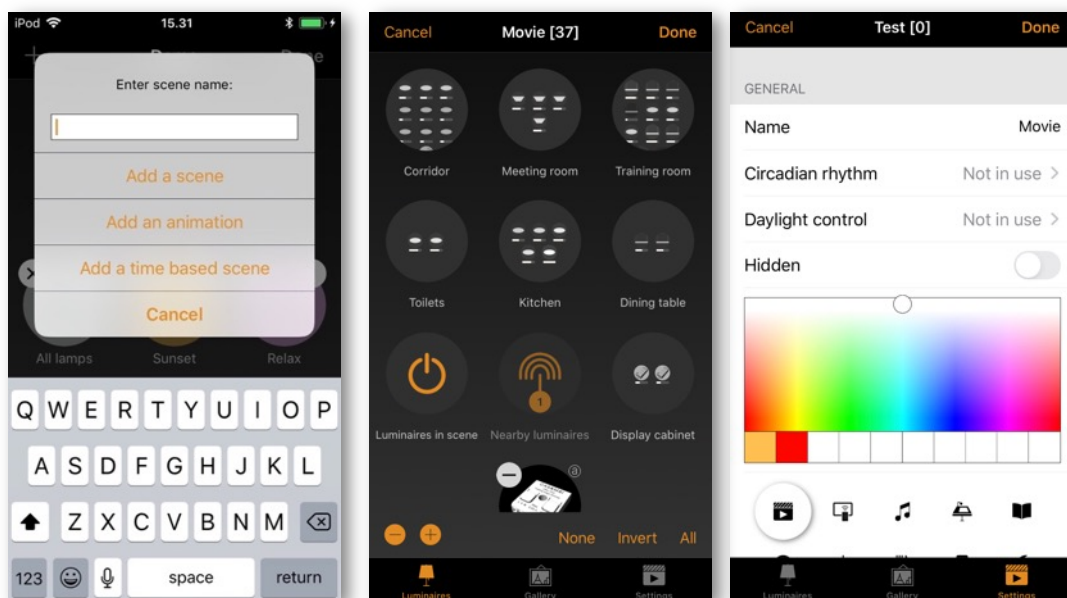 iPod 15.31
Enter scene name:
Add a scene
Add an animation
Add a time based scene
Cancel
All lamps Sunset Relax
Q W E R T Y U I O P
A S D F G H J K L
Z X C V B N M
123 space return
Cancel Movie [37] Done
Corridor Meeting room Training room
Toilets Kitchen Dining table
1
Luminaires in scene Nearby luminaires Display cabinet
a
None Invert All
Luminaires Gallery Settings
Cancel Test [0] Done
GENERAL
Name Movie
Circadian rhythm Not in use >
Daylight control Not in use >
Hidden
Luminaires Gallery Settings